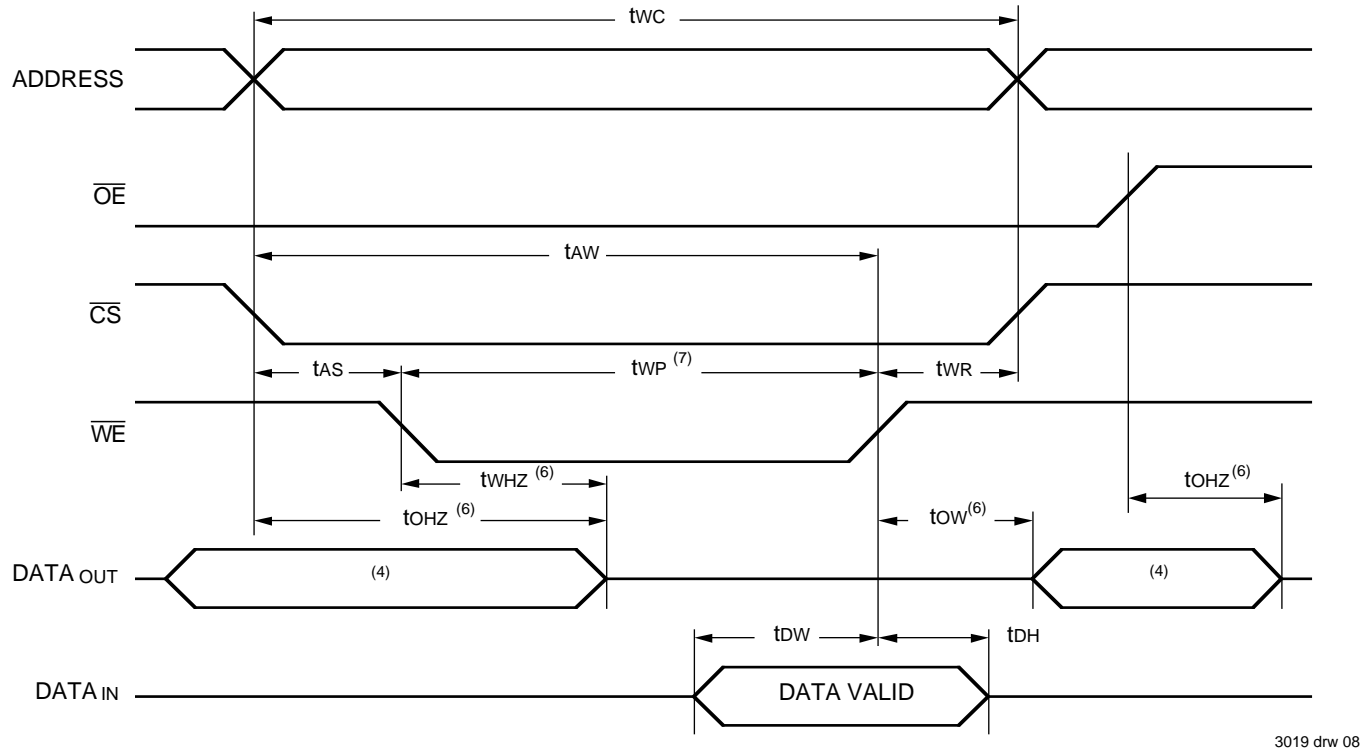 tWC
ADDRESS
OE
tAW
CS
tAS
tWP (7)
tWR
WE
tWHZ (6)
tOHZ (6)
tOHZ (6)
tOW(6)
DATA OUT
(4)
(4)
tDW
tDH
DATA IN
DATA VALID
3019 drw 08